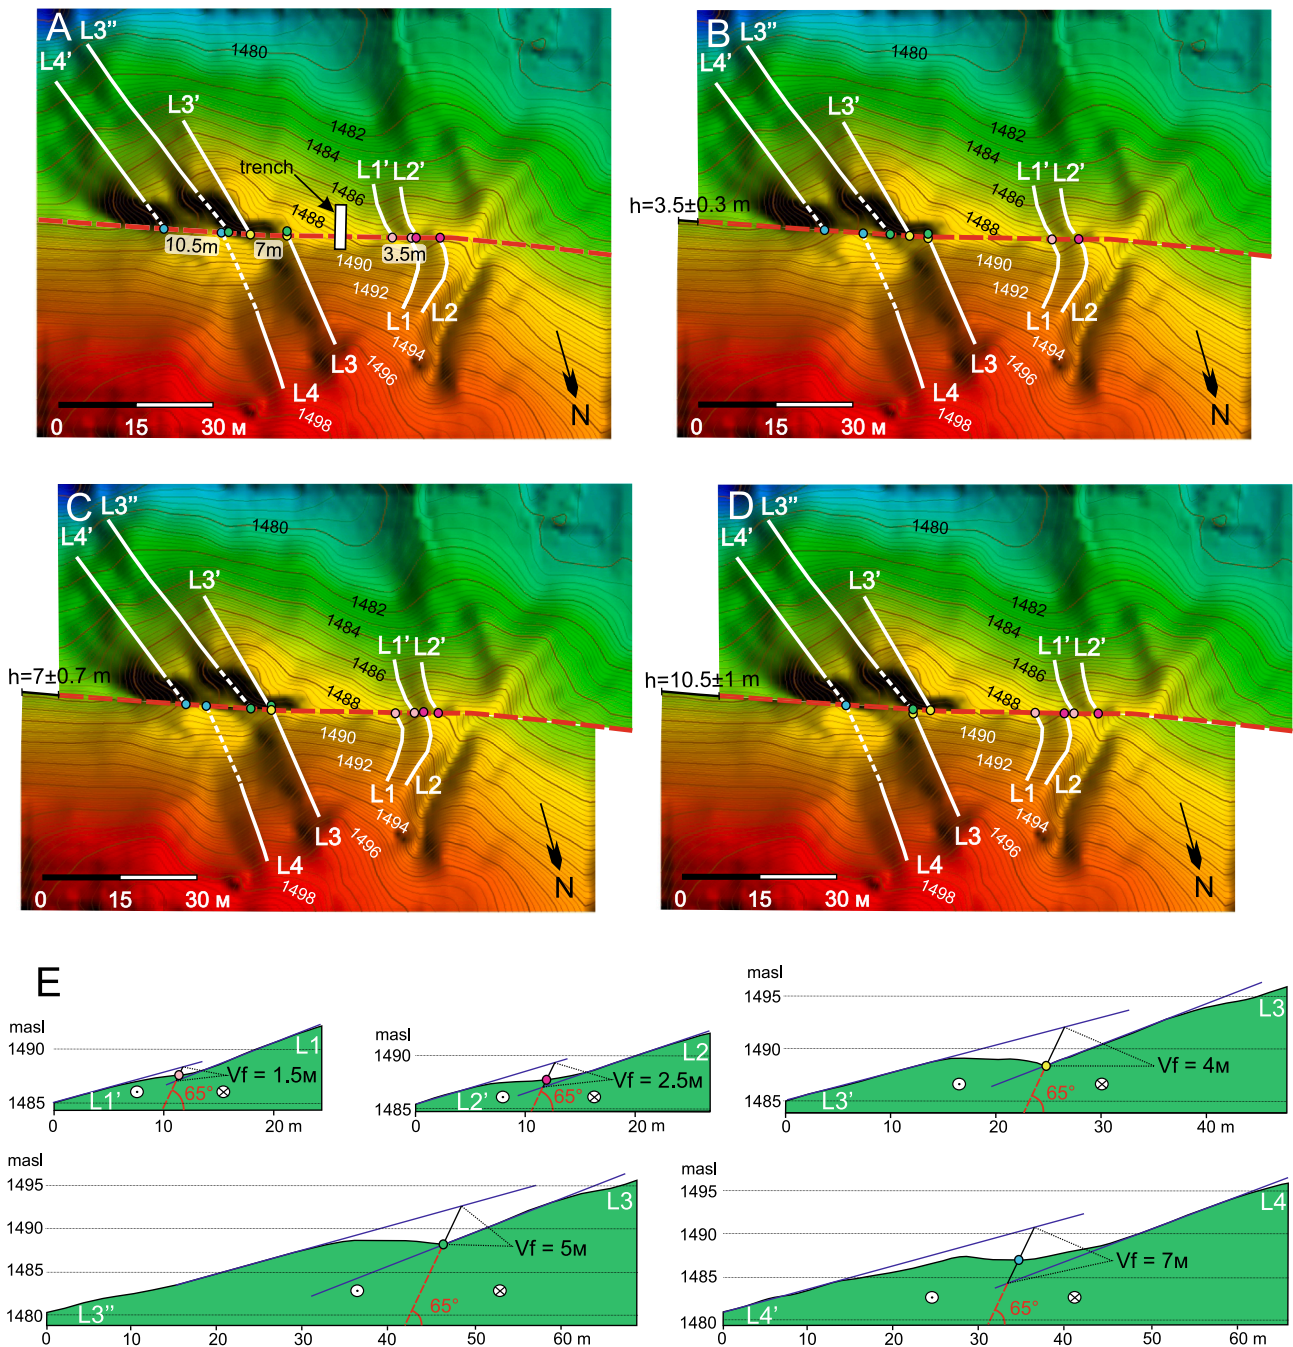 A
L3’’
L4’
L3’
1480
1482
1484
trench
1486
L1’
L2’
1488
10.5m
7m
3.5m
1490
1492
L1
L2
1494
L3
1496
L4
1498
0 15 30 м
N
B
L3’’
L4’
L3’
1480
1482
1484
1486
L1’
L2’
1488
h=3.5±0.3 m
1490
1492
L1
L2
1494
L3
1496
L4
1498
0 15 30 м
N
C
L3’’
L4’
L3’
1480
1482
1484
1486
L1’
L2’
1488
h=7±0.7 m
1490
1492
L1
L2
1494
L3
1496
L4
1498
0 15 30 м
N
D
L3’’
L4’
L3’
1480
1482
1484
1486
L1’
L2’
1488
h=10.5±1 m
1490
1492
L1
L2
1494
L3
1496
L4
1498
0 15 30 м
N
E
masl
1490
1485
L1
L1’
Vf = 1.5м
65°
0 10 20 m
masl
1490
1485
L2
L2’
Vf = 2.5м
65°
0 10 20 m
masl
1495
1490
1485
L3
L3’
Vf = 4м
65°
0 10 20 30 40 m
masl
1495
1490
1485
1480
L3
L3’’
Vf = 5м
65°
0 10 20 30 40 50 60 m
masl
1495
1490
1485
1480
L4
L4’
Vf = 7м
65°
0 10 20 30 40 50 60 m